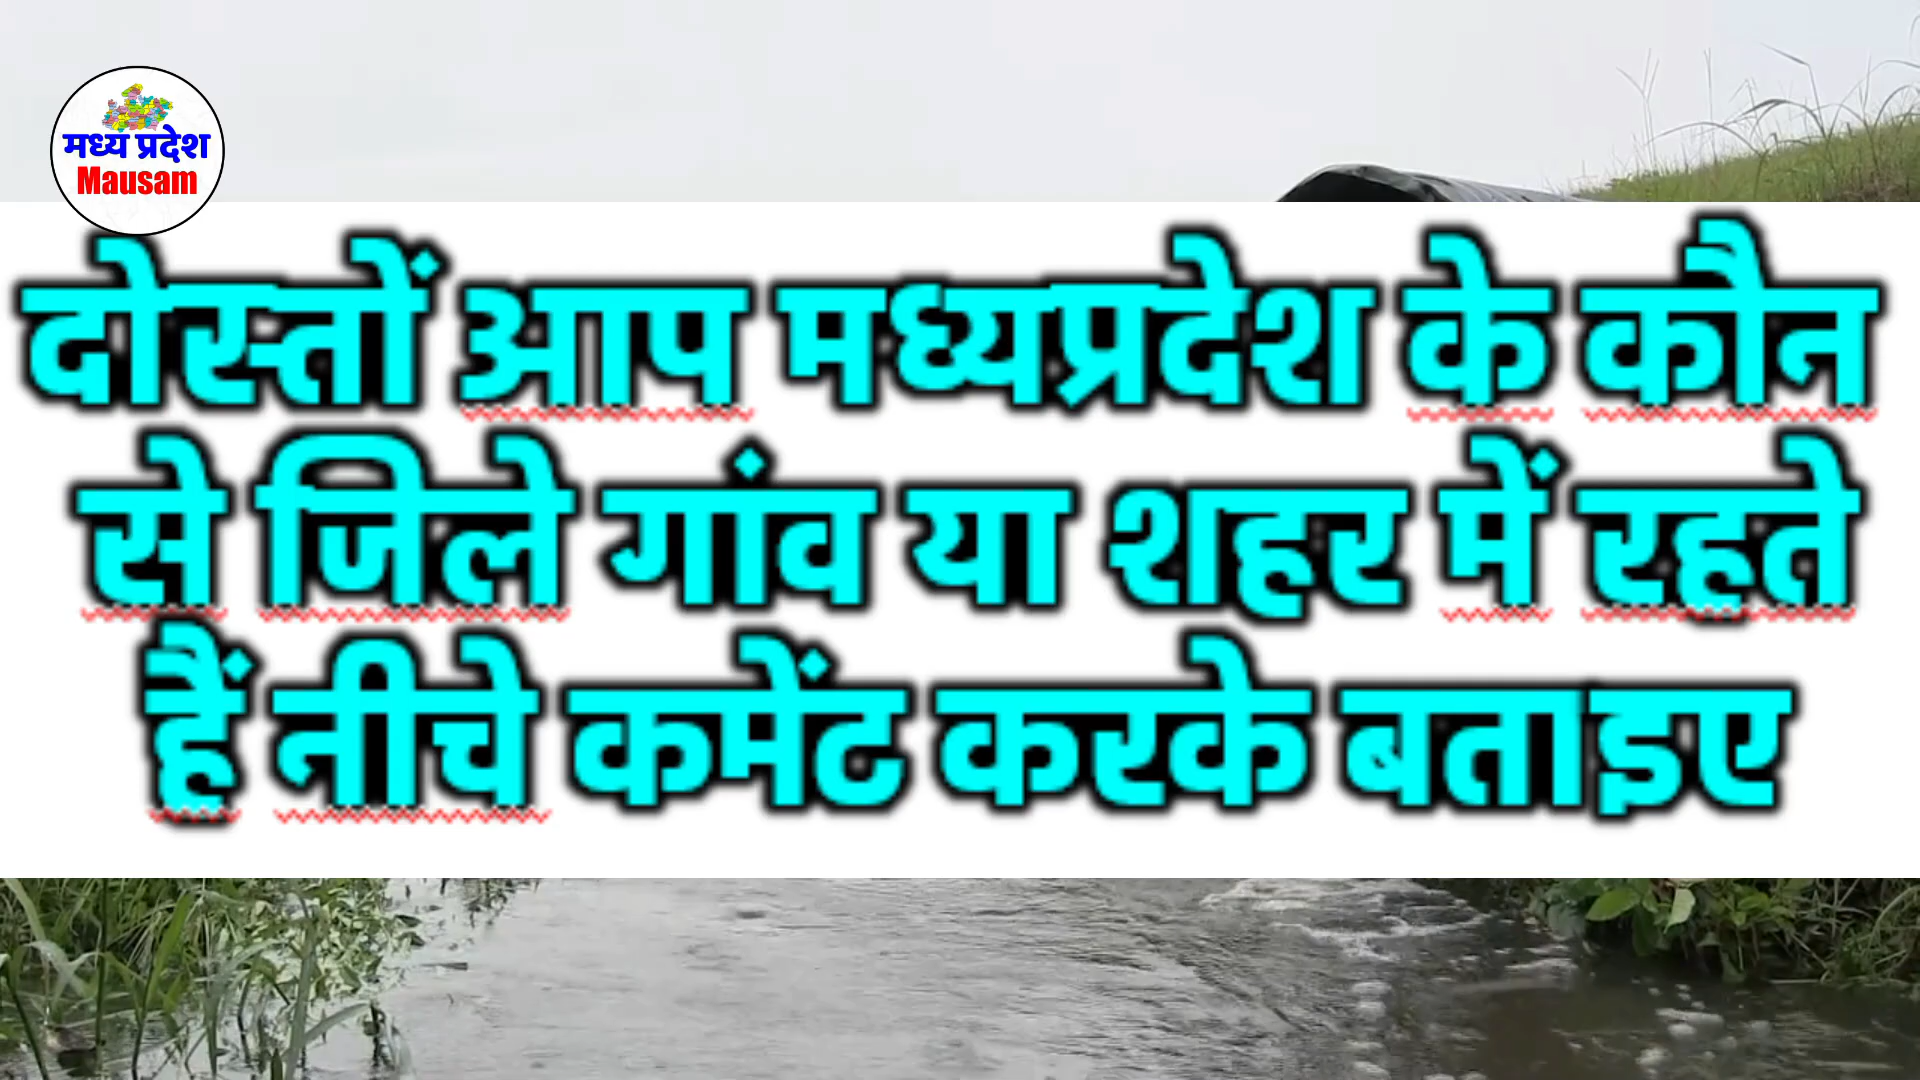 मध्य प्रदेश
Mausam
दोस्तों आप मध्यप्रदेश के कौन
से जिले गांव या शहर में रहते
हैं नीचे कमेंट करके बताइए